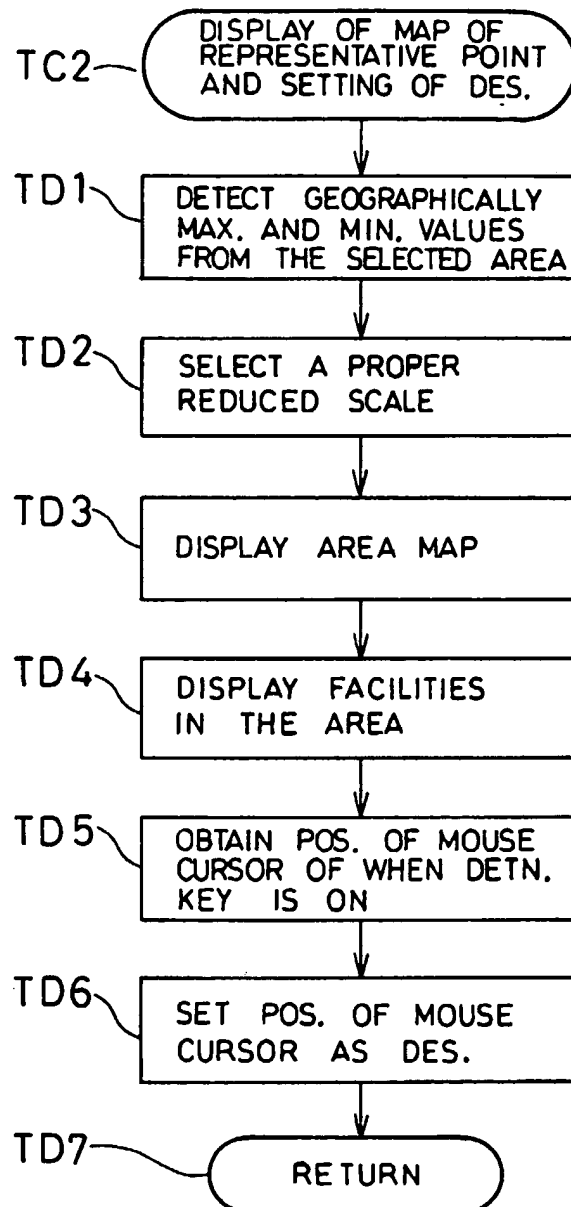 TC2
DISPLAY OF MAP OF
REPRESENTATIVE POINT
AND SETTING OF DES.
TD1
DETECT GEOGRAPHICALLY
MAX. AND MIN. VALUES
FROM THE SELECTED AREA
TD2
SELECT A PROPER
REDUCED SCALE
TD3
DISPLAY AREA MAP
TD4
DISPLAY FACILITIES
IN THE AREA
TD5
OBTAIN POS. OF MOUSE
CURSOR OF WHEN DETN.
KEY IS ON
TD6
SET POS. OF MOUSE
CURSOR AS DES.
TD7
RETURN